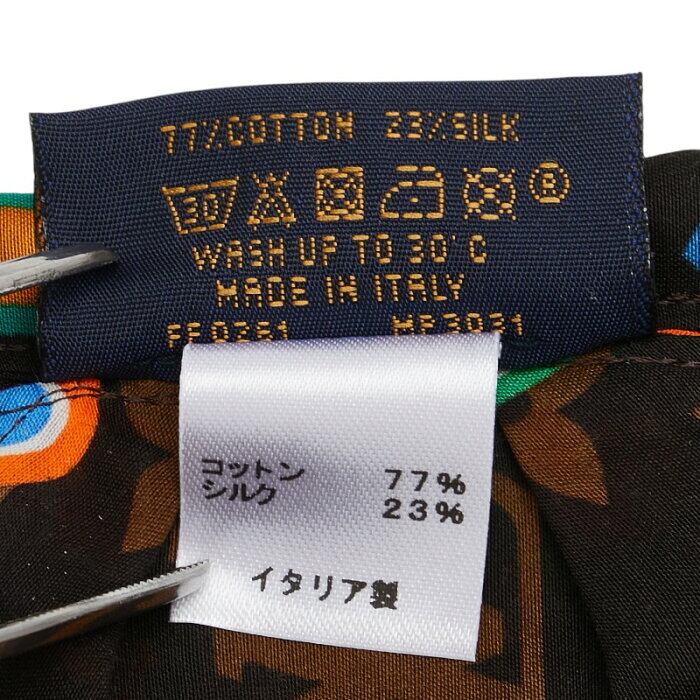 77%COTTON 23%SILK
30 ®
WASH UP TO 30°C
MADE IN ITALY
コットン 77%
シルク 23%
イタリア製